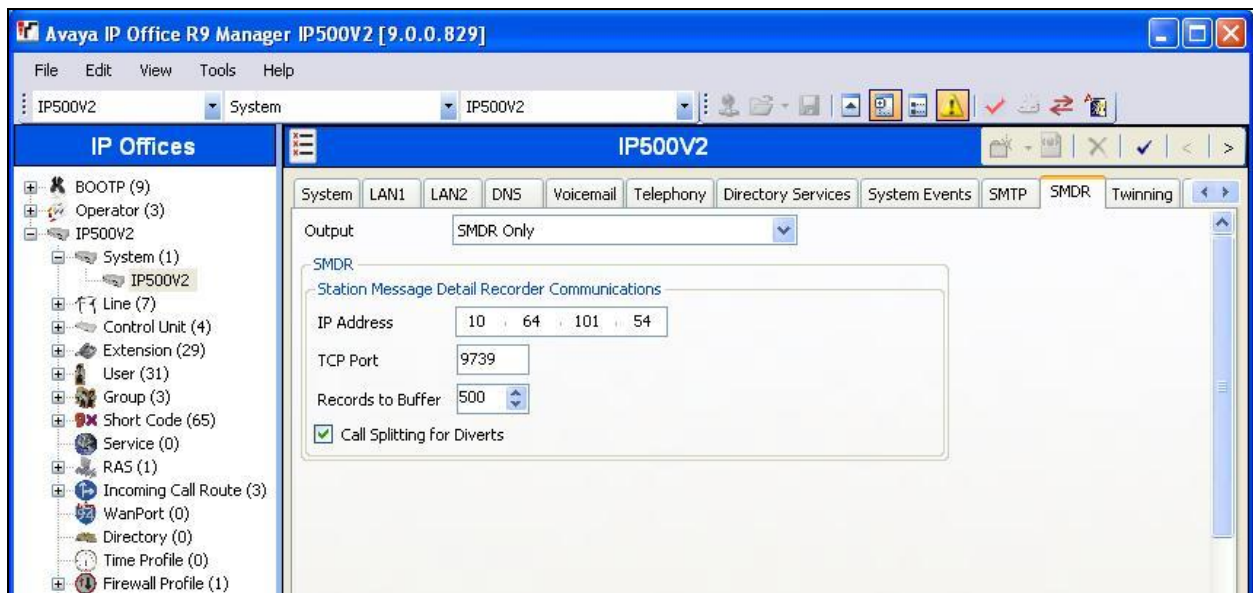 Avaya IP Office R9 Manager IP500V2 [9.0.0.829]
File Edit View Tools Help
IP500V2 System IP500V2
IP Offices
IP500V2
BOOTP (9)
Operator (3)
IP500V2
System (1)
IP500V2
Line (7)
Control Unit (4)
Extension (29)
User (31)
Group (3)
Short Code (65)
Service (0)
RAS (1)
Incoming Call Route (3)
WanPort (0)
Directory (0)
Time Profile (0)
Firewall Profile (1)
System LAN1 LAN2 DNS Voicemail Telephony Directory Services System Events SMTP SMDR Twinning
Output SMDR Only
SMDR
Station Message Detail Recorder Communications
IP Address 10 . 64 . 101 . 54
TCP Port 9739
Records to Buffer 500
Call Splitting for Diverts